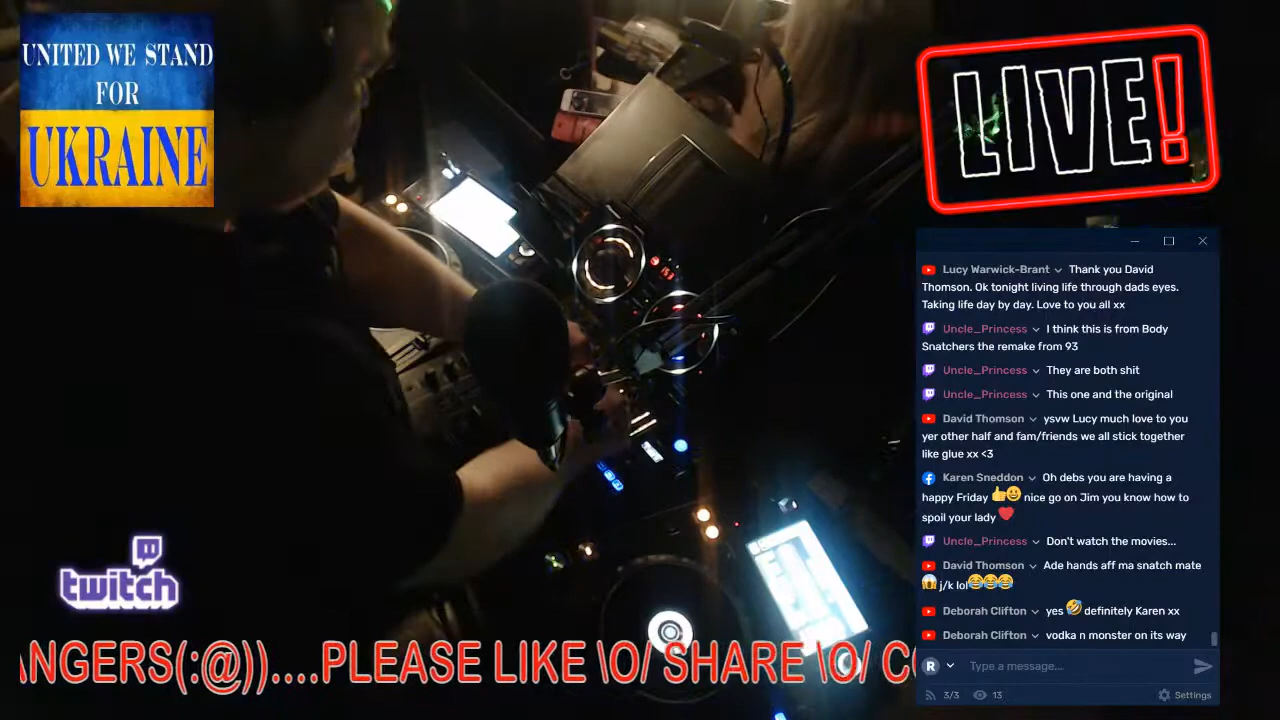 UNITED WE STAND
FOR
UKRAINE
LIVE!
Lucy Warwick-Brant Thank you David
Thomson. Ok tonight living life through dads eyes.
Taking life day by day. Love to you all xx
Uncle_Princess I think this is from Body
Snatchers the remake from 93
Uncle_Princess They are both shit
Uncle_Princess This one and the original
David Thomson ysvw Lucy much love to you
yer other half and fam/friends we all stick together
like glue xx <3
Karen Sneddon Oh debs you are having a
happy Friday 👍😃 nice go on Jim you know how to
spoil your lady ❤️
Uncle_Princess Don't watch the movies...
David Thomson Ade hands aff ma snatch mate
😱 j/k lol😂😂😂
Deborah Clifton yes 🤣 definitely Karen xx
Deborah Clifton vodka n monster on its way
R Type a message...
3/3 13 Settings
twitch
ANGERS(:@))....PLEASE LIKE \O/ SHARE \O/ CO